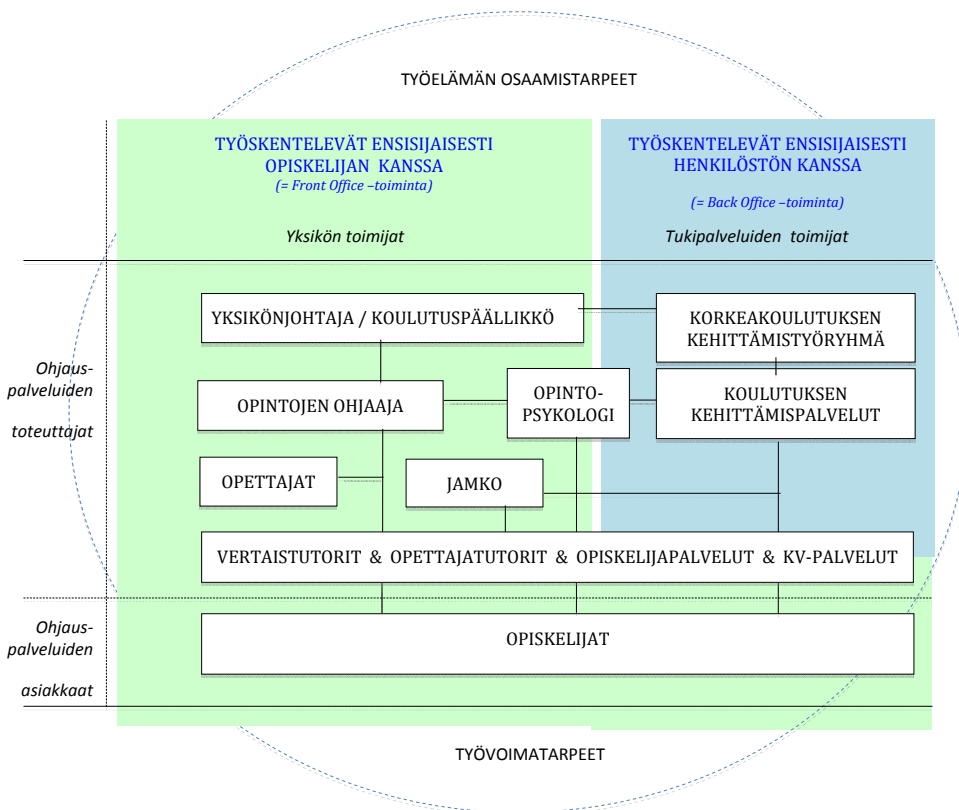 TYÖELÄMÄN OSAAMISTARPEET
TYÖSKENTELEVÄT ENSISIJAISESTI
OPISKELIJAN KANSSA
(= Front Office –toiminta)
TYÖSKENTELEVÄT ENSISIJAISESTI
HENKILÖSTÖN KANSSA
(= Back Office –toiminta)
Yksikön toimijat
Tukipalveluiden toimijat
Ohjaus-
palveluiden
toteuttajat
YKSIKÖNJOHTAJA / KOULUTUSPÄÄLLIKKÖ
KORKEAKOULUTUKSEN
KEHITTÄMISTYÖRYHMÄ
OPINTOJEN OHJAAJA
OPINTO-
PSYKOLOGI
KOULUTUKSEN
KEHITTÄMISPALVELUT
OPETTAJAT
JAMKO
VERTAISTUTORIT & OPETTAJATUTORIT & OPISKELIJAPALVELUT & KV-PALVELUT
Ohjaus-
palveluiden
asiakkaat
OPISKELIJAT
TYÖVOIMATARPEET